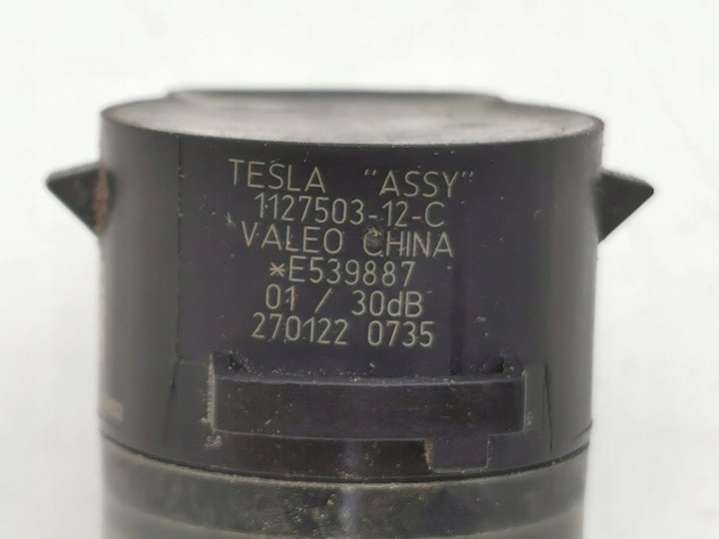 TESLA "ASSY"
1127503-12-C
VALEO CHINA
*E539887
01 / 30dB
270122 0735